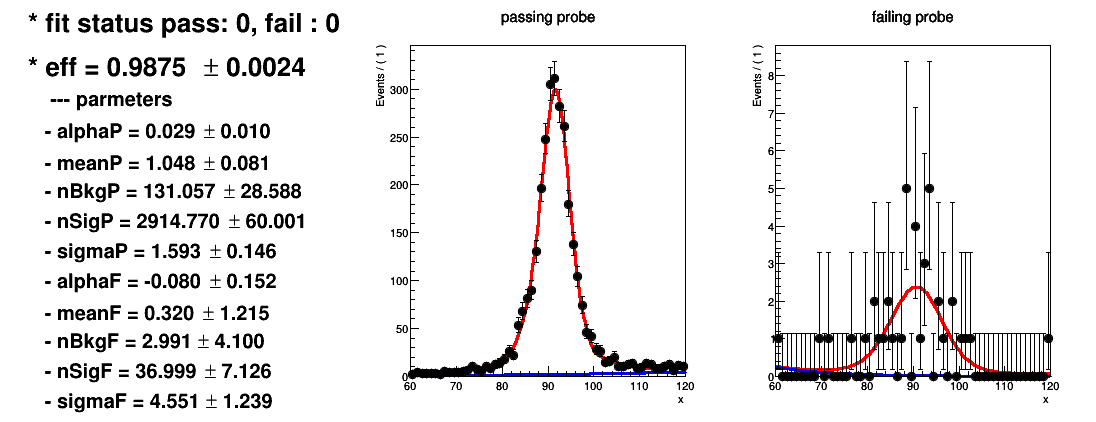 * fit status pass: 0, fail : 0
* eff = 0.9875 ± 0.0024
--- parmeters
- alphaP = 0.029 ± 0.010
- meanP = 1.048 ± 0.081
- nBkgP = 131.057 ± 28.588
- nSigP = 2914.770 ± 60.001
- sigmaP = 1.593 ± 0.146
- alphaF = -0.080 ± 0.152
- meanF = 0.320 ± 1.215
- nBkgF = 2.991 ± 4.100
- nSigF = 36.999 ± 7.126
- sigmaF = 4.551 ± 1.239
passing probe
Events / ( 1 )
300
250
200
150
100
50
0
60 70 80 90 100 110 120
x
failing probe
Events / ( 1 )
8
7
6
5
4
3
2
1
0
60 70 80 90 100 110 120
x